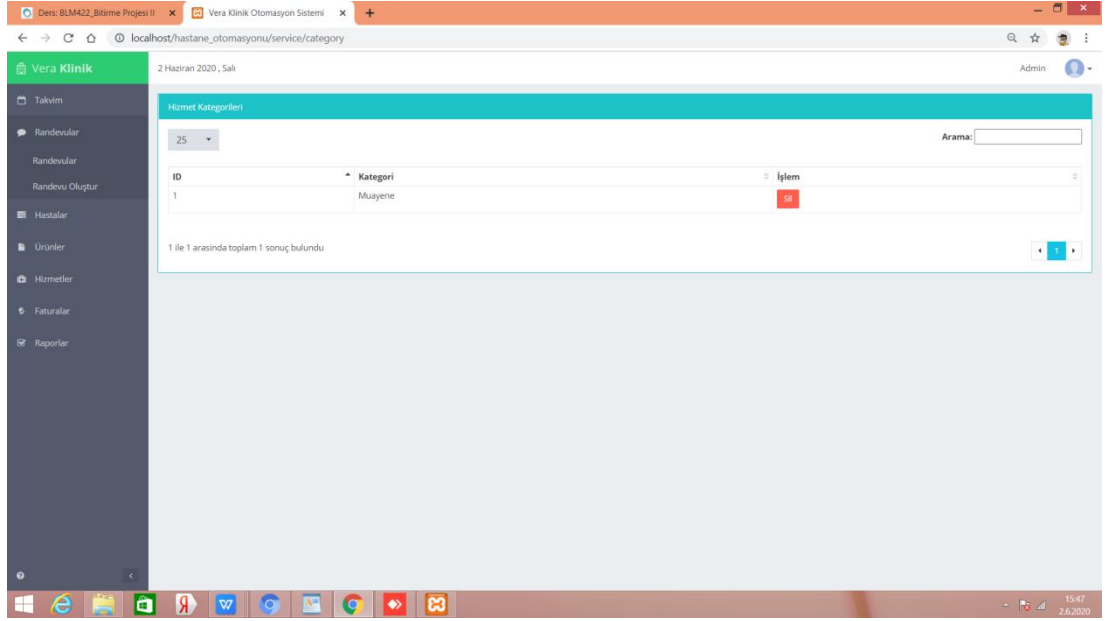 Ders: BLM422_Bitirme Projesi II
Vera Klinik Otomasyon Sistemi
localhost/hastane_otomasyonu/service/category
Vera Klinik
2 Haziran 2020 , Salı
Admin
Takvim
Randevular
Randevular
Randevu Oluştur
Hastalar
Ürünler
Hizmetler
Faturalar
Raporlar
Hizmet Kategorileri
25
Arama:
ID Kategori İşlem
1 Muayene Sil
1 ile 1 arasinda toplam 1 sonuç bulundu
1
15:47
2.6.2020